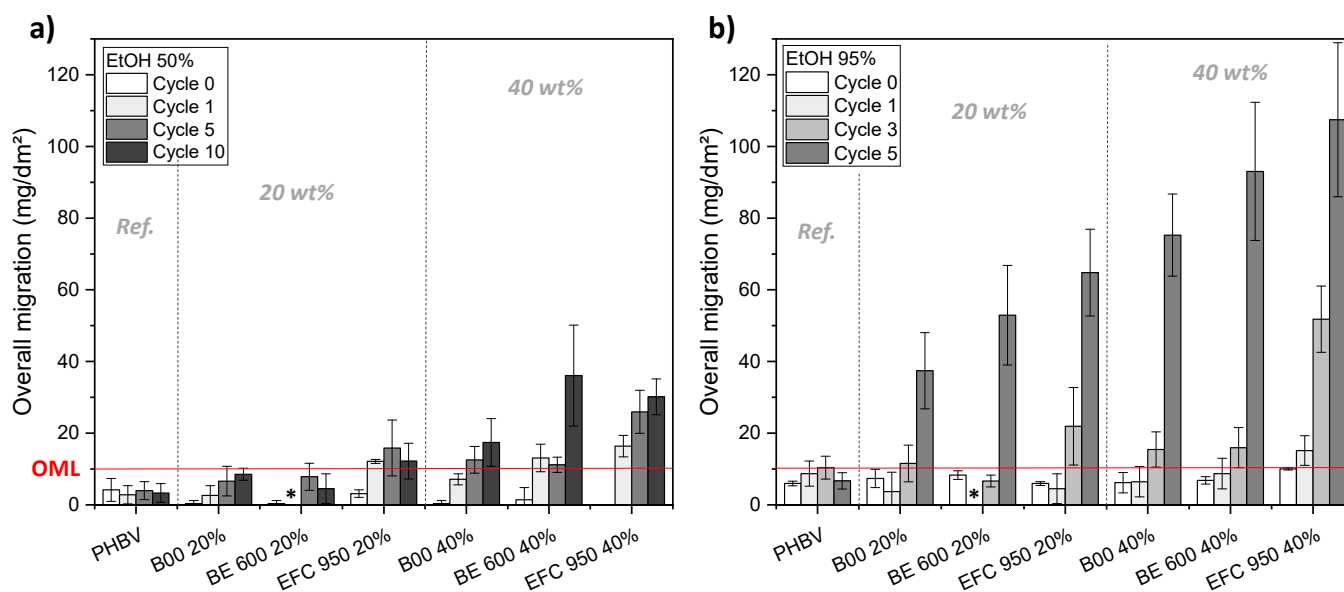 a)
EtOH 50%
Cycle 0
Cycle 1
Cycle 5
Cycle 10
Ref.
20 wt%
40 wt%
Overall migration (mg/dm²)
120
100
80
60
40
20
0
OML
*
PHBV
B00 20%
BE 600 20%
EFC 950 20%
B00 40%
BE 600 40%
EFC 950 40%
b)
EtOH 95%
Cycle 0
Cycle 1
Cycle 3
Cycle 5
Ref.
20 wt%
40 wt%
Overall migration (mg/dm²)
120
100
80
60
40
20
0
*
PHBV
B00 20%
BE 600 20%
EFC 950 20%
B00 40%
BE 600 40%
EFC 950 40%